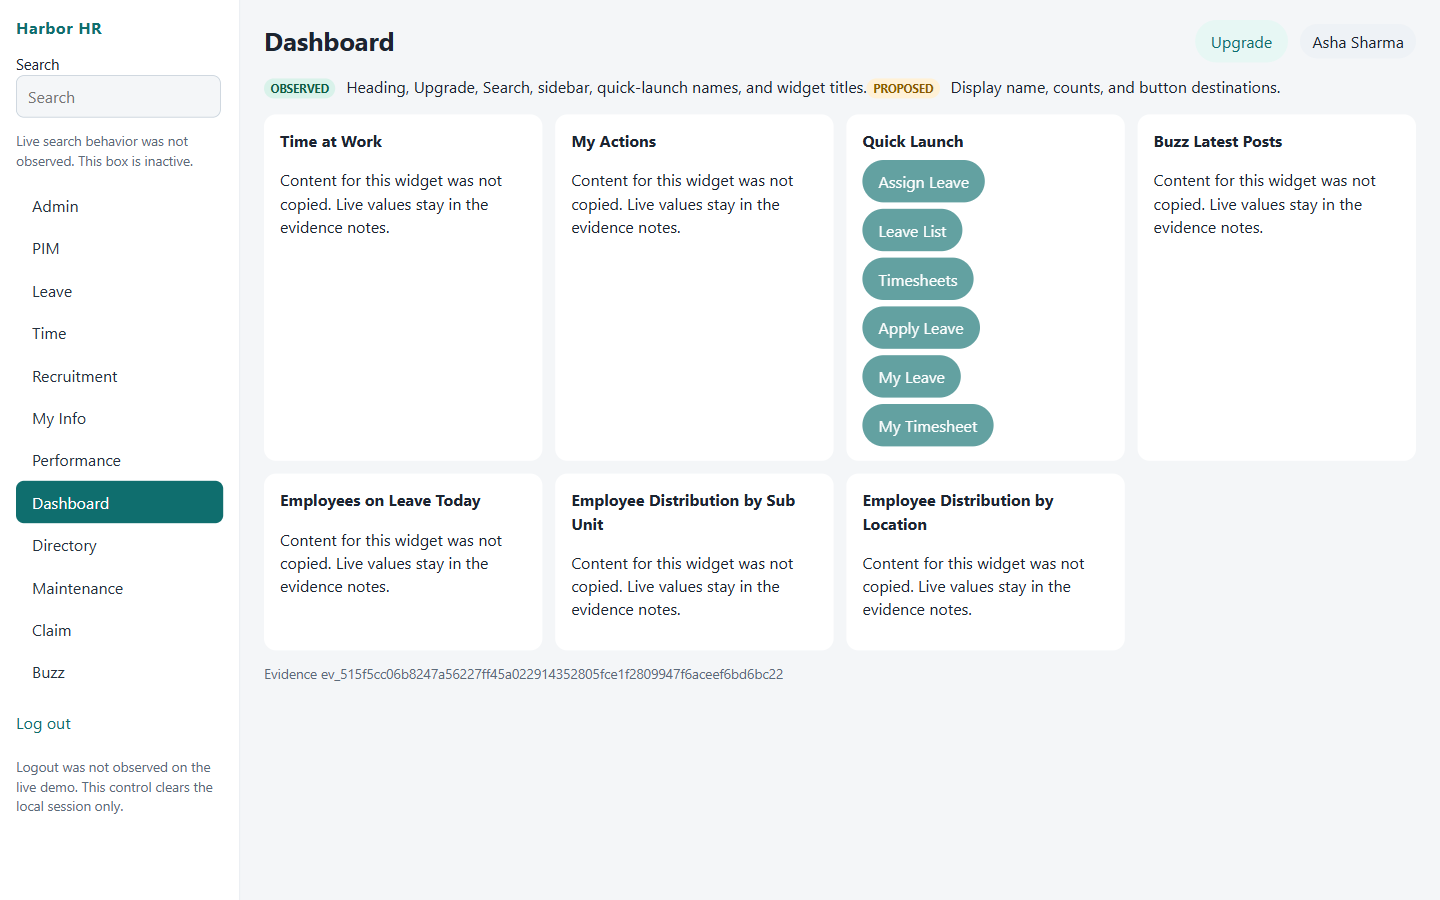 Harbor HR
Search
Search
Live search behavior was not
observed. This box is inactive.
Admin
PIM
Leave
Time
Recruitment
My Info
Performance
Dashboard
Directory
Maintenance
Claim
Buzz
Log out
Logout was not observed on the
live demo. This control clears the
local session only.
Dashboard
Upgrade
Asha Sharma
OBSERVED Heading, Upgrade, Search, sidebar, quick-launch names, and widget titles. PROPOSED Display name, counts, and button destinations.
Time at Work
Content for this widget was not
copied. Live values stay in the
evidence notes.
My Actions
Content for this widget was not
copied. Live values stay in the
evidence notes.
Quick Launch
Assign Leave
Leave List
Timesheets
Apply Leave
My Leave
My Timesheet
Buzz Latest Posts
Content for this widget was not
copied. Live values stay in the
evidence notes.
Employees on Leave Today
Content for this widget was not
copied. Live values stay in the
evidence notes.
Employee Distribution by Sub
Unit
Content for this widget was not
copied. Live values stay in the
evidence notes.
Employee Distribution by
Location
Content for this widget was not
copied. Live values stay in the
evidence notes.
Evidence ev_515f5cc06b8247a56227ff45a022914352805fce1f2809947f6aceef6bd6bc22